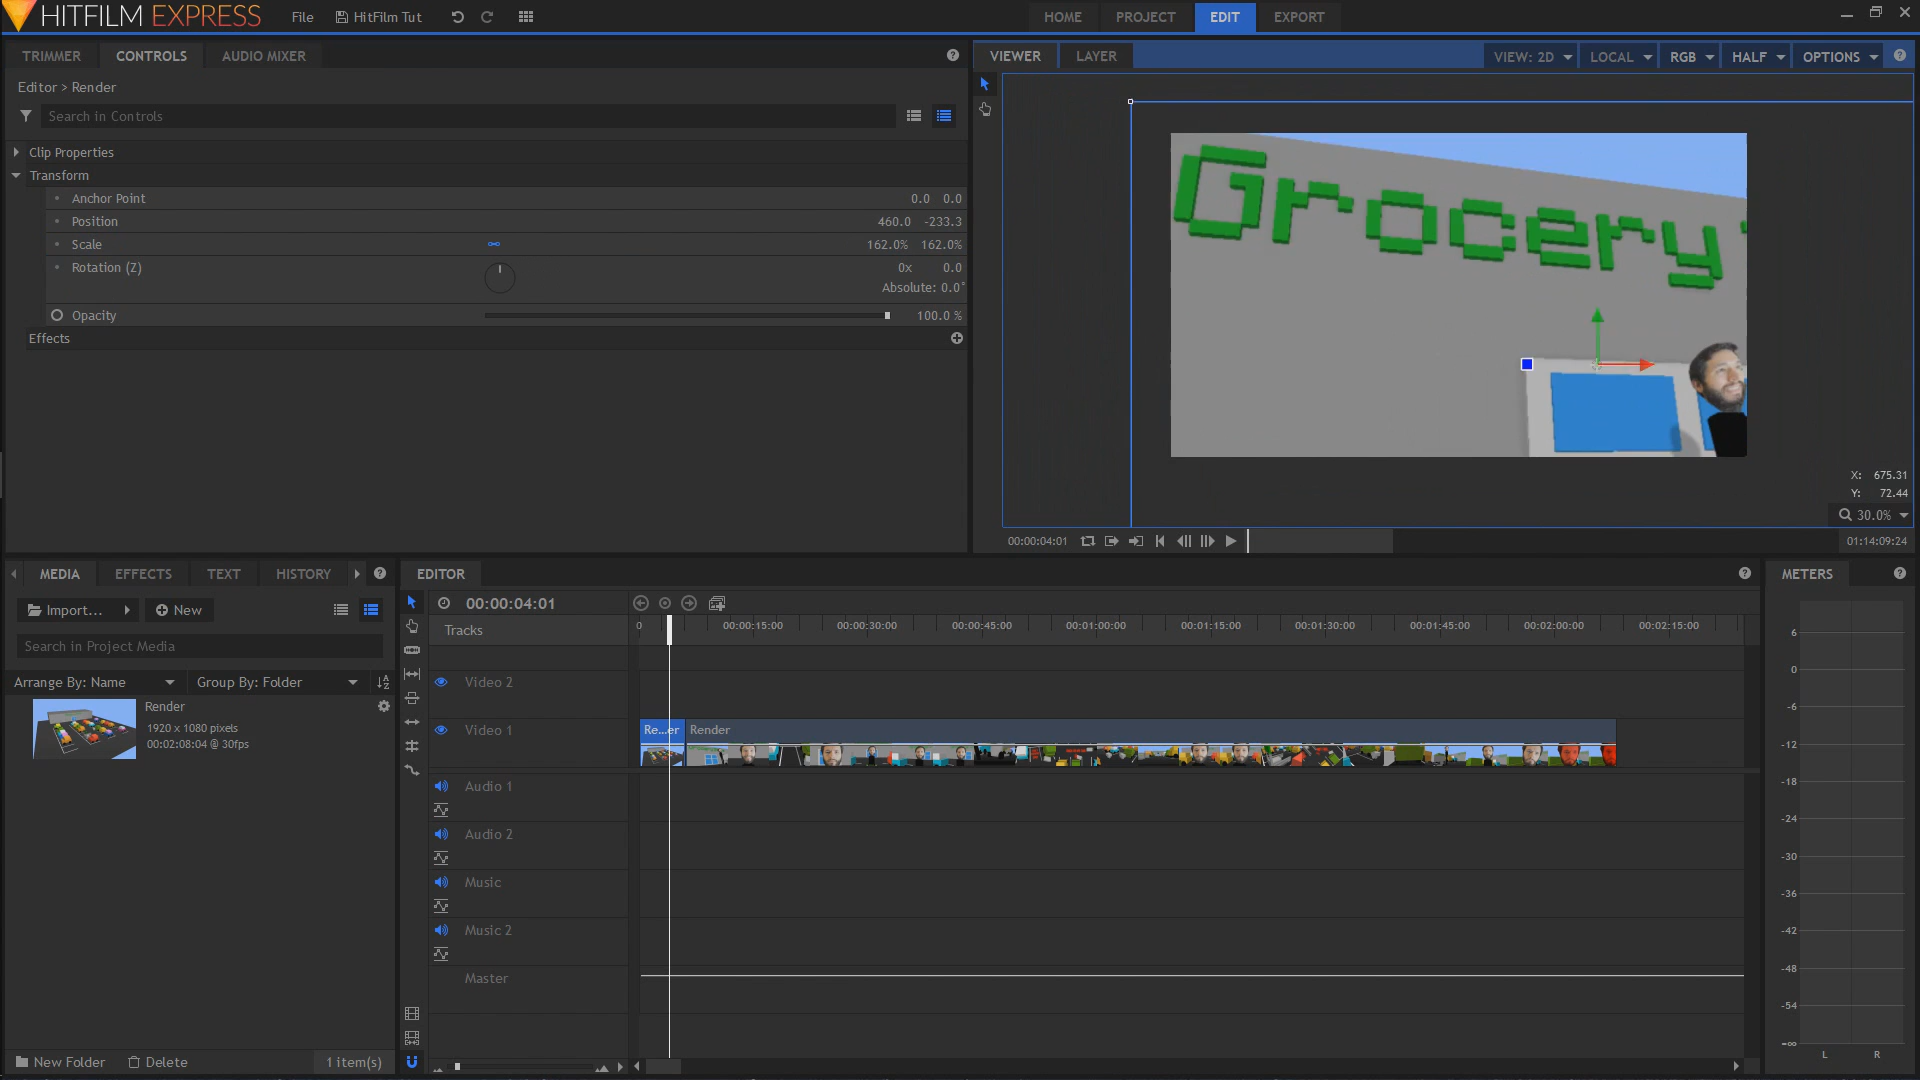 HITFILM EXPRESS
File
HitFilm Tut
HOME
PROJECT
EDIT
EXPORT
TRIMMER
CONTROLS
AUDIO MIXER
Editor > Render
Search in Controls
Clip Properties
Transform
Anchor Point 0.0 0.0
Position 460.0 -233.3
Scale 162.0% 162.0%
Rotation (Z) 0x 0.0
Absolute: 0.0°
Opacity 100.0 %
Effects
VIEWER
LAYER
VIEW: 2D
LOCAL
RGB
HALF
OPTIONS
Grocery
X: 675.31
Y: 72.44
30.0%
00:00:04:01
01:14:09:24
MEDIA
EFFECTS
TEXT
HISTORY
Import...
New
Search in Project Media
Arrange By: Name
Group By: Folder
Render
1920 x 1080 pixels
00:02:08:04 @ 30fps
New Folder
Delete
1 item(s)
EDITOR
00:00:04:01
Tracks
0 00:00:15:00 00:00:30:00 00:00:45:00 00:01:00:00 00:01:15:00 00:01:30:00 00:01:45:00 00:02:00:00 00:02:15:00
Video 2
Video 1
Re...er
Render
Audio 1
Audio 2
Music
Music 2
Master
METERS
6
0
-6
-12
-18
-24
-30
-36
-42
-48
-54
-∞
L R